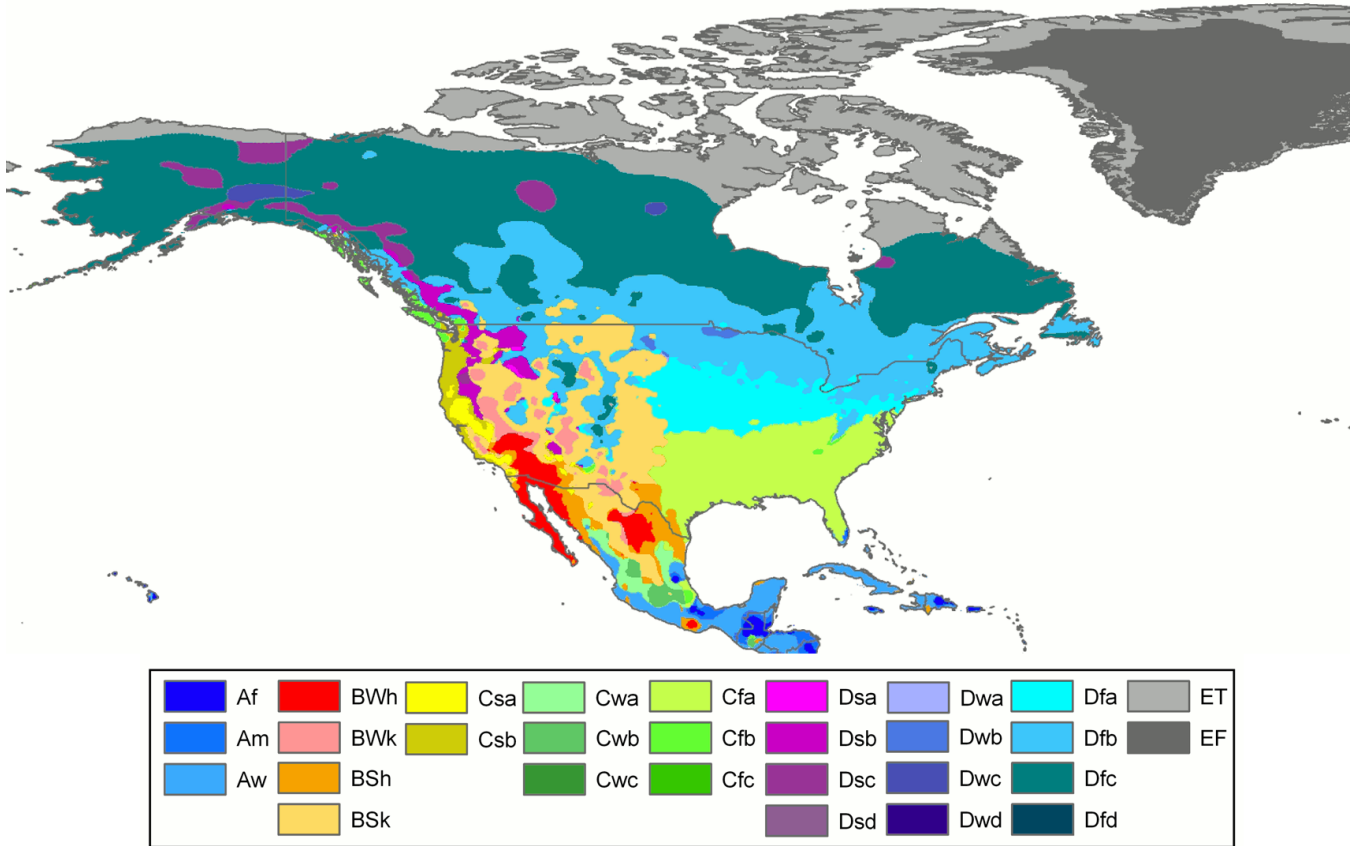 Af BWh Csa Cwa Cfa Dsa Dwa Dfa ET
Am BWk Csb Cwb Cfb Dsb Dwb Dfb EF
Aw BSh Cwc Cfc Dsc Dwc Dfc
BSk Dsd Dwd Dfd